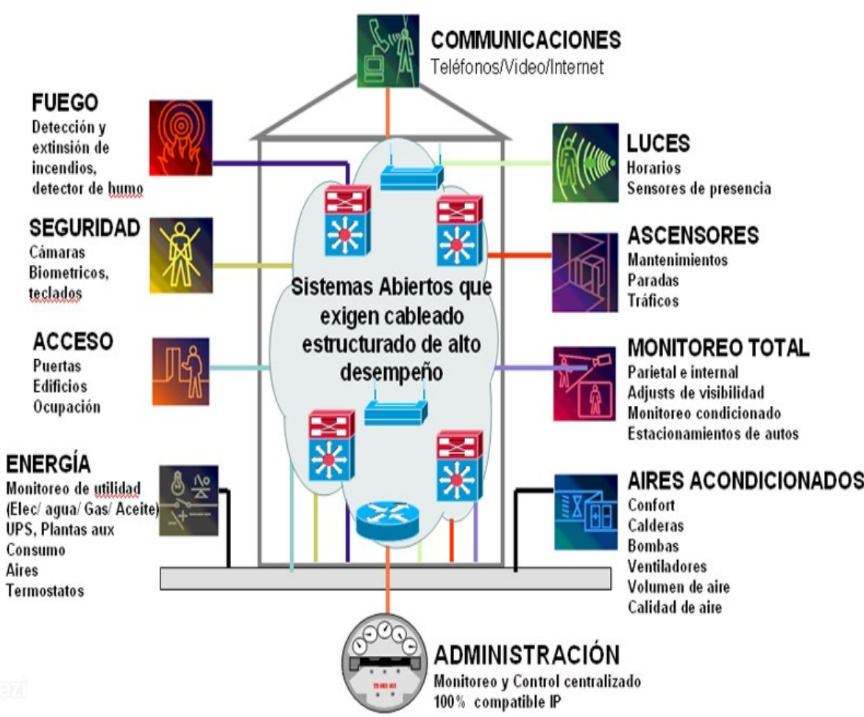 COMMUNICACIONES
Teléfonos/Video/Internet
FUEGO
Detección y
extinsión de
incendios,
detector de humo
LUCES
Horarios
Sensores de presencia
SEGURIDAD
Cámaras
Biometricos,
teclados
ASCENSORES
Mantenimientos
Paradas
Tráficos
Sistemas Abiertos que
exigen cableado
estructurado de alto
desempeño
ACCESO
Puertas
Edificios
Ocupación
MONITOREO TOTAL
Parietal e internal
Adjusts de visibilidad
Monitoreo condicionado
Estacionamientos de autos
ENERGÍA
Monitoreo de utilidad
(Elec/ agua/ Gas/ Aceite)
UPS, Plantas aux
Consumo
Aires
Termostatos
AIRES ACONDICIONADOS
Confort
Calderas
Bombas
Ventiladores
Volumen de aire
Calidad de aire
ADMINISTRACIÓN
Monitoreo y Control centralizado
100% compatible IP
ezi